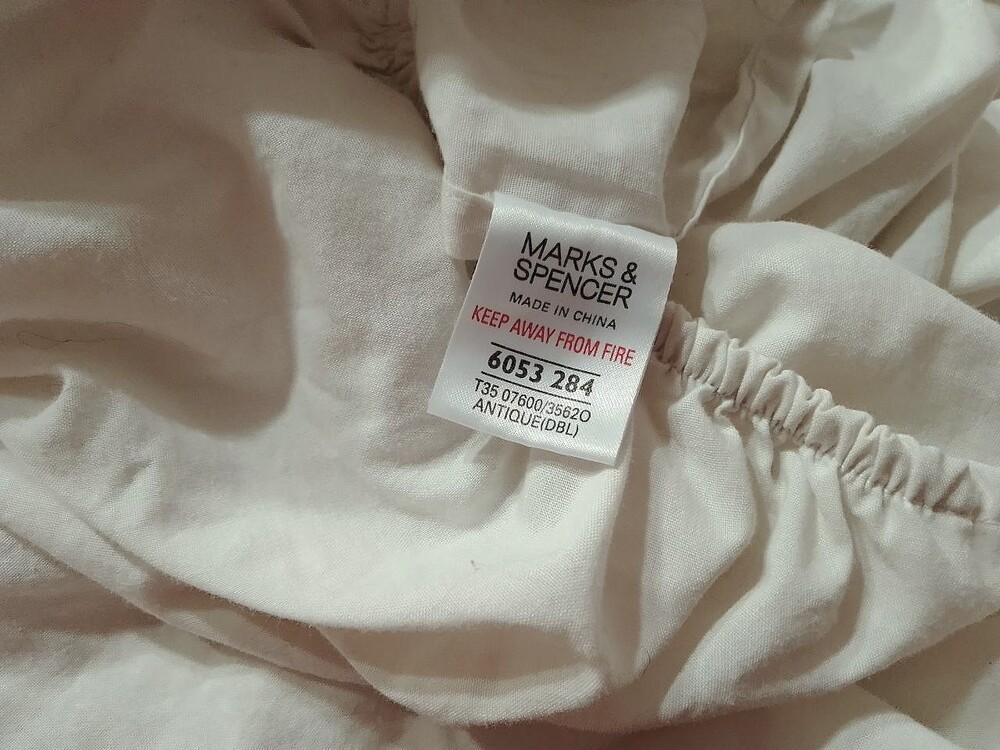 MARKS &
SPENCER
MADE IN CHINA
KEEP AWAY FROM FIRE
6053 284
T35 07600/3562O
ANTIQUE(DBL)